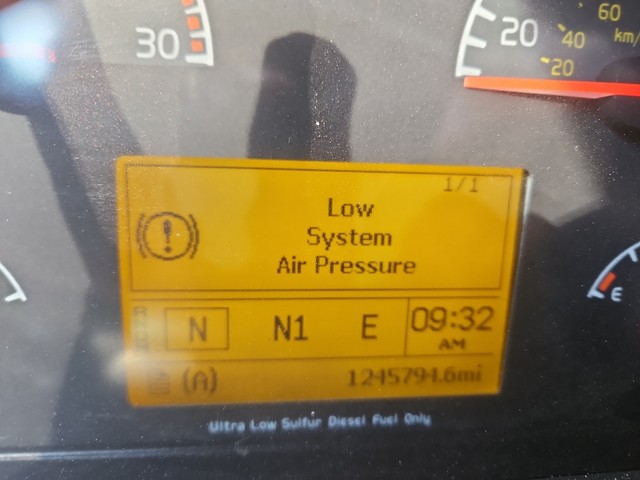 30
20
60
40
20
km/
1/1
Low
System
Air Pressure
N
N1
E
09:32
AM
(A)
1245794.6mi
E
Ultra Low Sulfur Diesel Fuel Only